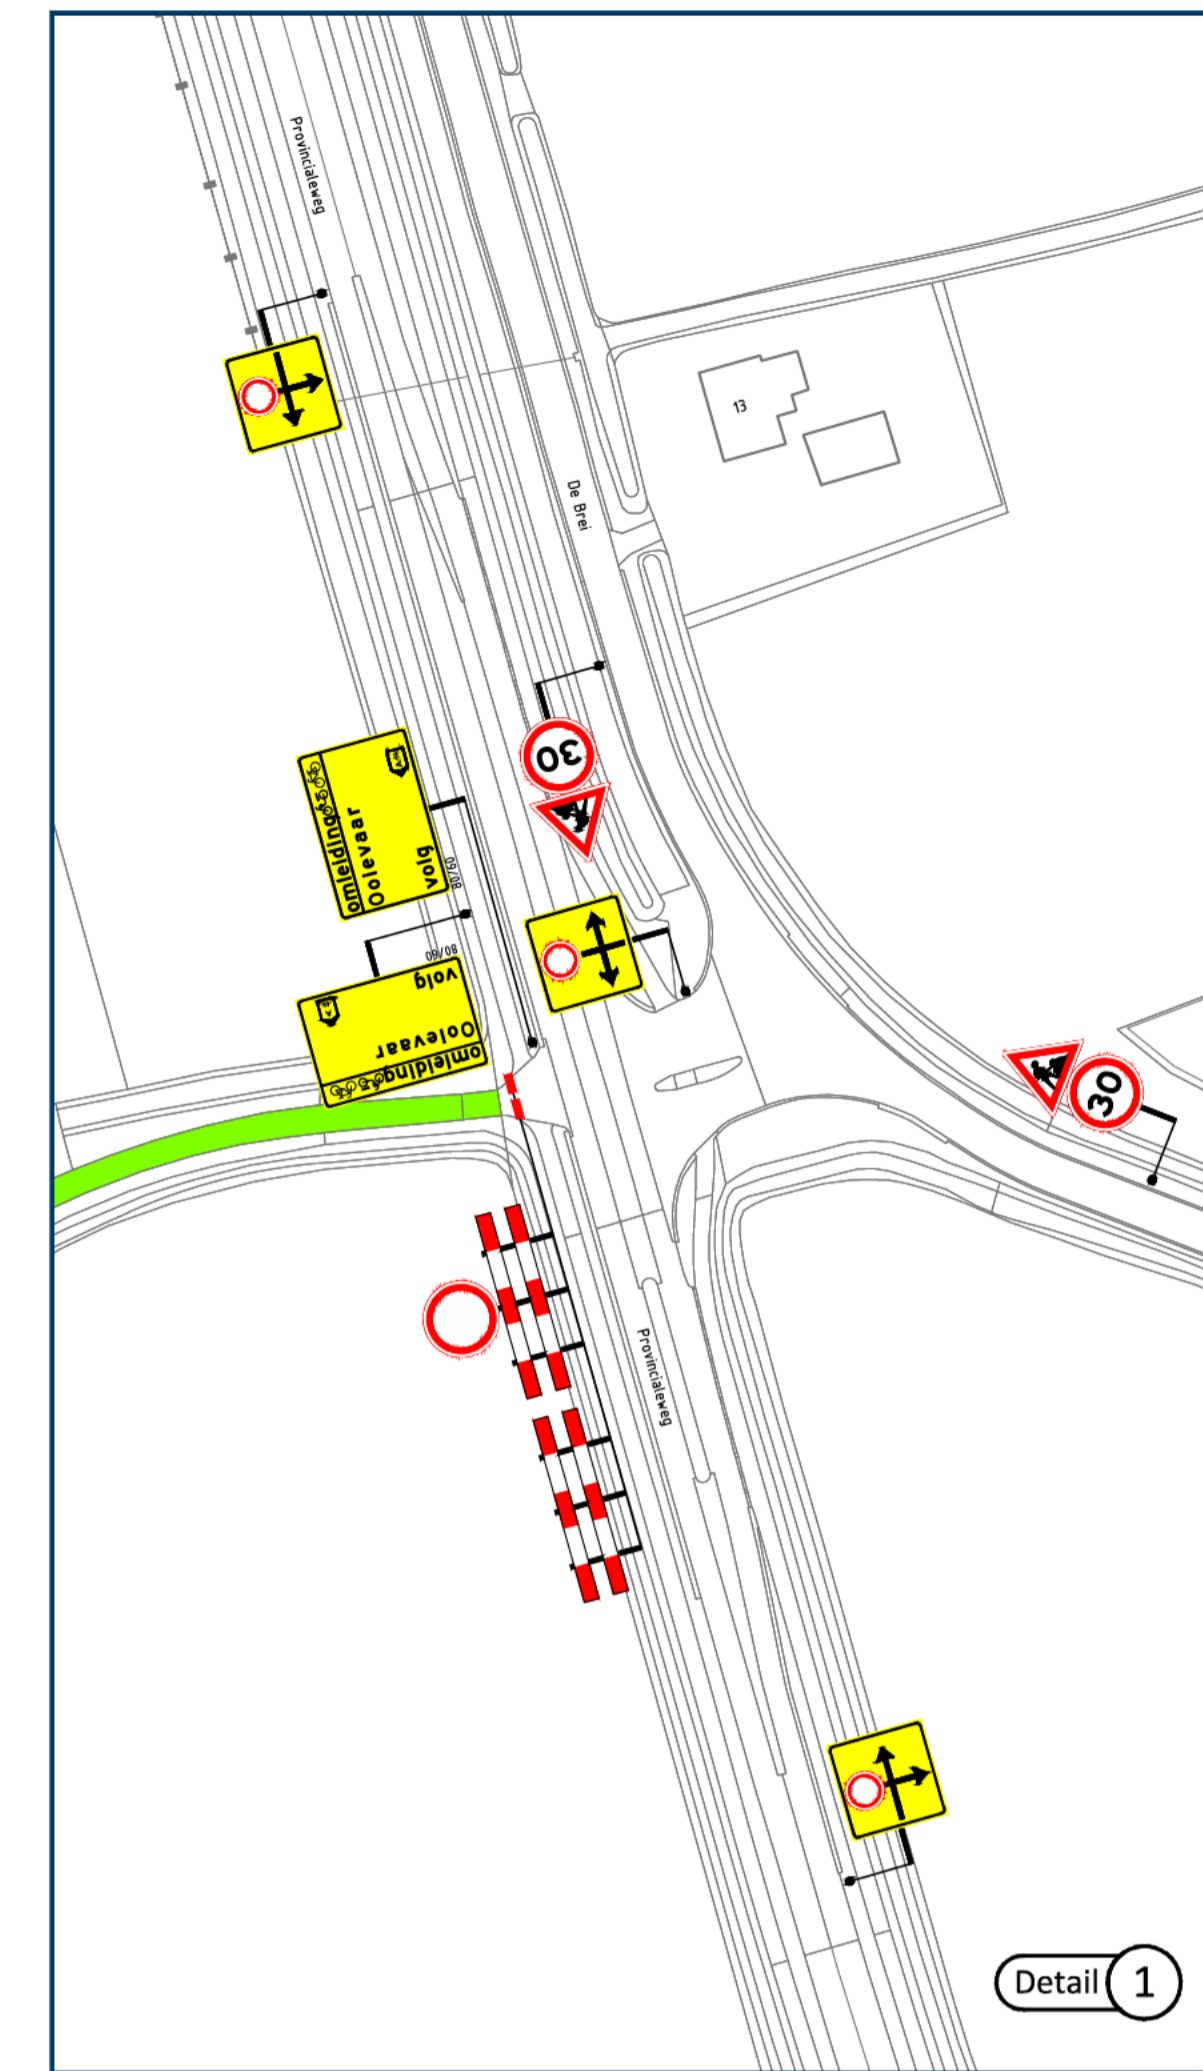 Provincialeweg
13
De Brei
30
omleiding
Oolevaar
volg
80/60
80/60
volg
Oolevaar
omleiding
30
Provincialeweg
Detail 1